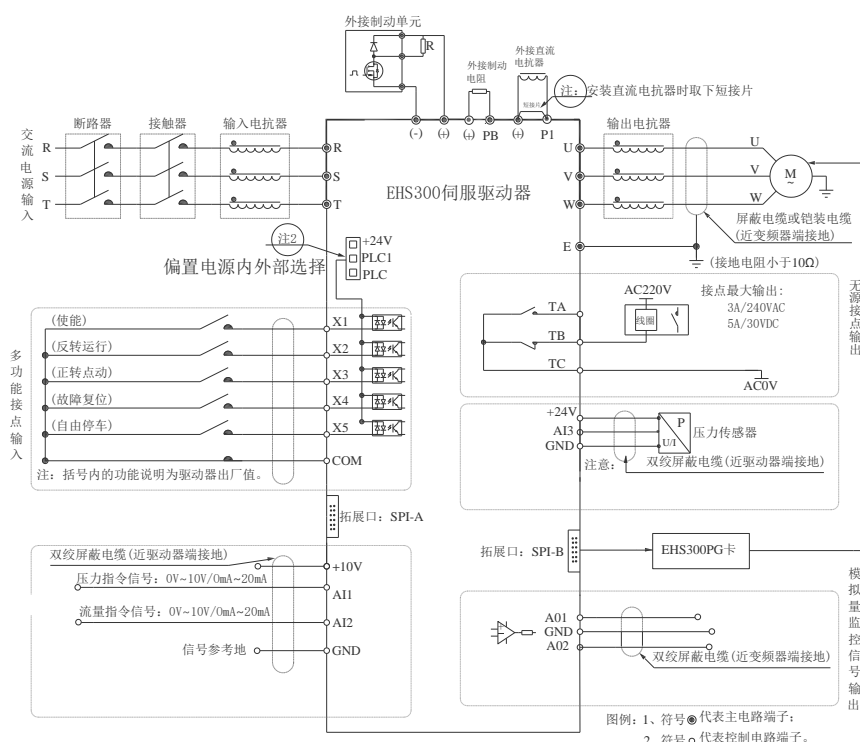 外接制动单元
R
外接制动
电阻
外接直流
电抗器
短接片
注：安装直流电抗器时取下短接片
(-) (+) (+) PB (+) P1
交流电源输入
断路器 接触器 输入电抗器
R R
S S
T T
EHS300伺服驱动器
输出电抗器
U U
V V
W W
M
~
屏蔽电缆或铠装电缆
(近变频器端接地)
E
(接地电阻小于10Ω)
注2
偏置电源内外部选择
+24V
PLC1
PLC
多功能接点输入
(使能) X1
(反转运行) X2
(正转点动) X3
(故障复位) X4
(自由停车) X5
COM
注：括号内的功能说明为驱动器出厂值。
无源接点输出
TA
TB
TC
AC220V
线圈
接点最大输出:
3A/240VAC
5A/30VDC
AC0V
+24V
AI3
GND
P
U/I
压力传感器
注意：
双绞屏蔽电缆(近驱动器端接地)
拓展口：SPI-A
拓展口：SPI-B
EHS300PG卡
双绞屏蔽电缆(近驱动器端接地)
+10V
压力指令信号：0V~10V/0mA~20mA
AI1
流量指令信号：0V~10V/0mA~20mA
AI2
信号参考地
GND
模拟量监控信号输出
A01
GND
A02
双绞屏蔽电缆(近变频器端接地)
图例：1、符号◉代表主电路端子；
2、符号○代表控制电路端子。